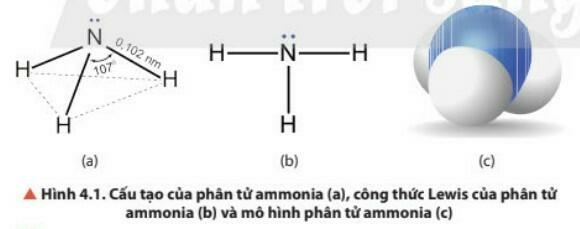 N
0,102 nm
107°
H
H
H
(a)
H N H
H
(b)
(c)
▲ Hình 4.1. Cấu tạo của phân tử ammonia (a), công thức Lewis của phân tử
ammonia (b) và mô hình phân tử ammonia (c)